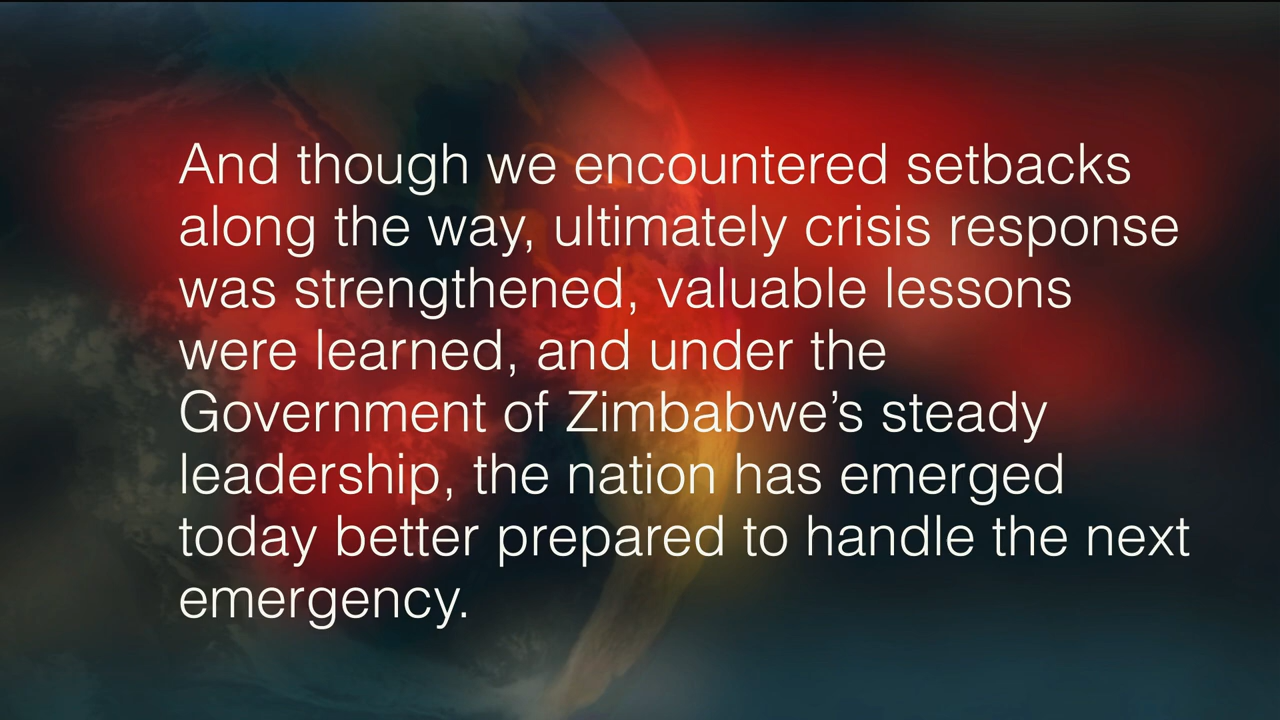 And though we encountered setbacks
along the way, ultimately crisis response
was strengthened, valuable lessons
were learned, and under the
Government of Zimbabwe’s steady
leadership, the nation has emerged
today better prepared to handle the next
emergency.